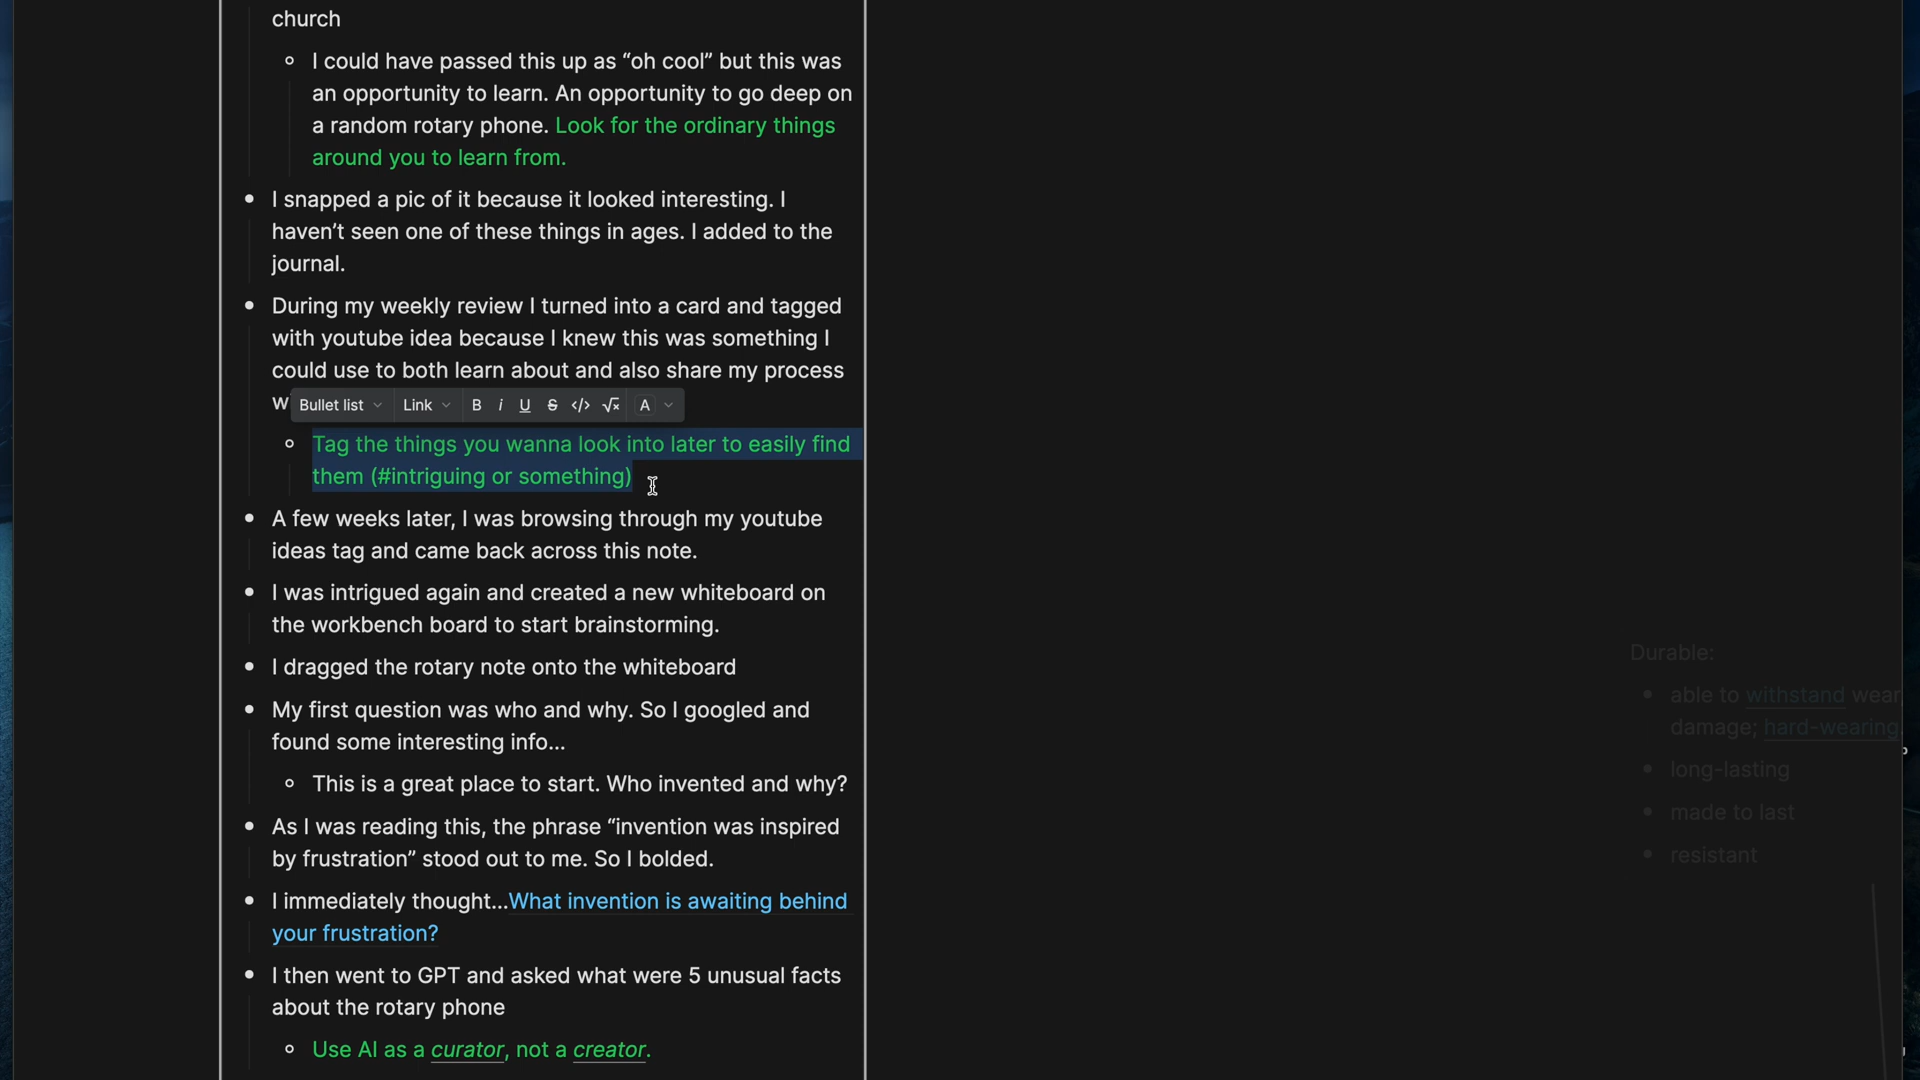 church
I could have passed this up as “oh cool” but this was
an opportunity to learn. An opportunity to go deep on
a random rotary phone. Look for the ordinary things
around you to learn from.
I snapped a pic of it because it looked interesting. I
haven’t seen one of these things in ages. I added to the
journal.
During my weekly review I turned into a card and tagged
with youtube idea because I knew this was something I
could use to both learn about and also share my process
Bullet list Link B i U S </> √x A
Tag the things you wanna look into later to easily find
them (#intriguing or something)
A few weeks later, I was browsing through my youtube
ideas tag and came back across this note.
I was intrigued again and created a new whiteboard on
the workbench board to start brainstorming.
I dragged the rotary note onto the whiteboard
My first question was who and why. So I googled and
found some interesting info...
This is a great place to start. Who invented and why?
As I was reading this, the phrase “invention was inspired
by frustration” stood out to me. So I bolded.
I immediately thought...What invention is awaiting behind
your frustration?
I then went to GPT and asked what were 5 unusual facts
about the rotary phone
Use AI as a curator, not a creator.
Durable:
able to withstand wear,
damage; hard-wearing.
long-lasting
made to last
resistant